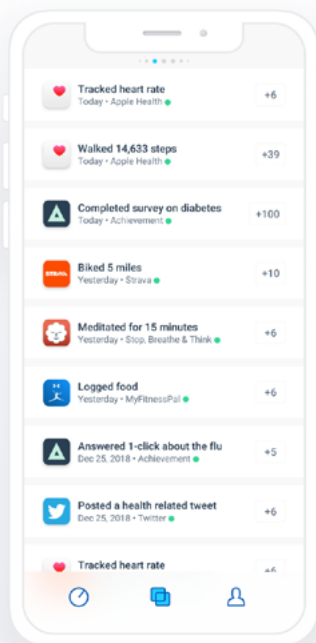 Tracked heart rate
Today • Apple Health
+6
Walked 14,633 steps
Today • Apple Health
+39
Completed survey on diabetes
Today • Achievement
+100
STRAVA
Biked 5 miles
Yesterday • Strava
+10
Meditated for 15 minutes
Yesterday • Stop, Breathe & Think
+6
Logged food
Yesterday • MyFitnessPal
+6
Answered 1-click about the flu
Dec 25, 2018 • Achievement
+5
Posted a health related tweet
Dec 25, 2018 • Twitter
+6
Tracked heart rate
+6